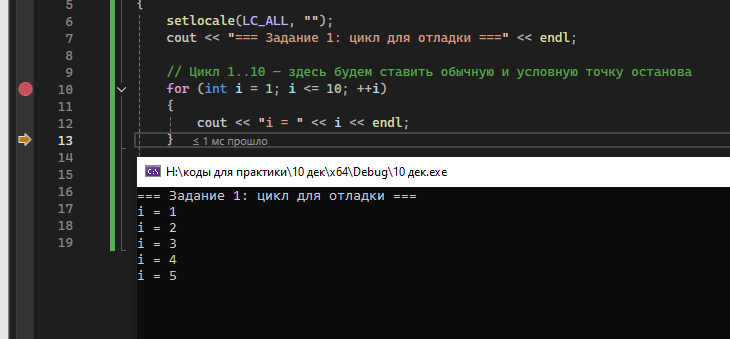 5 {
6 setlocale(LC_ALL, "");
7 cout << "=== Задание 1: цикл для отладки ===" << endl;
8
9 // Цикл 1..10 — здесь будем ставить обычную и условную точку останова
10 for (int i = 1; i <= 10; ++i)
11 {
12 cout << "i = " << i << endl;
13 } ≤ 1 мс прошло
14
15
16
17
18
19
C:\ H:\коды для практики\10 дек\x64\Debug\10 дек.exe
=== Задание 1: цикл для отладки ===
i = 1
i = 2
i = 3
i = 4
i = 5